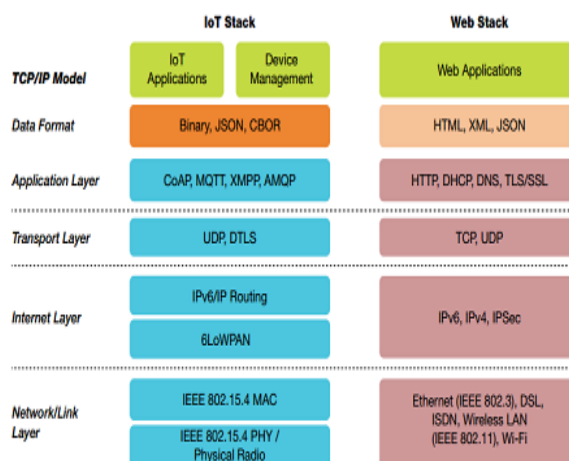 IoT Stack
Web Stack
TCP/IP Model
IoT
Applications
Device
Management
Web Applications
Data Format
Binary, JSON, CBOR
HTML, XML, JSON
Application Layer
CoAP, MQTT, XMPP, AMQP
HTTP, DHCP, DNS, TLS/SSL
Transport Layer
UDP, DTLS
TCP, UDP
Internet Layer
IPv6/IP Routing
6LoWPAN
IPv6, IPv4, IPSec
Network/Link
Layer
IEEE 802.15.4 MAC
IEEE 802.15.4 PHY /
Physical Radio
Ethernet (IEEE 802.3), DSL,
ISDN, Wireless LAN
(IEEE 802.11), Wi-Fi